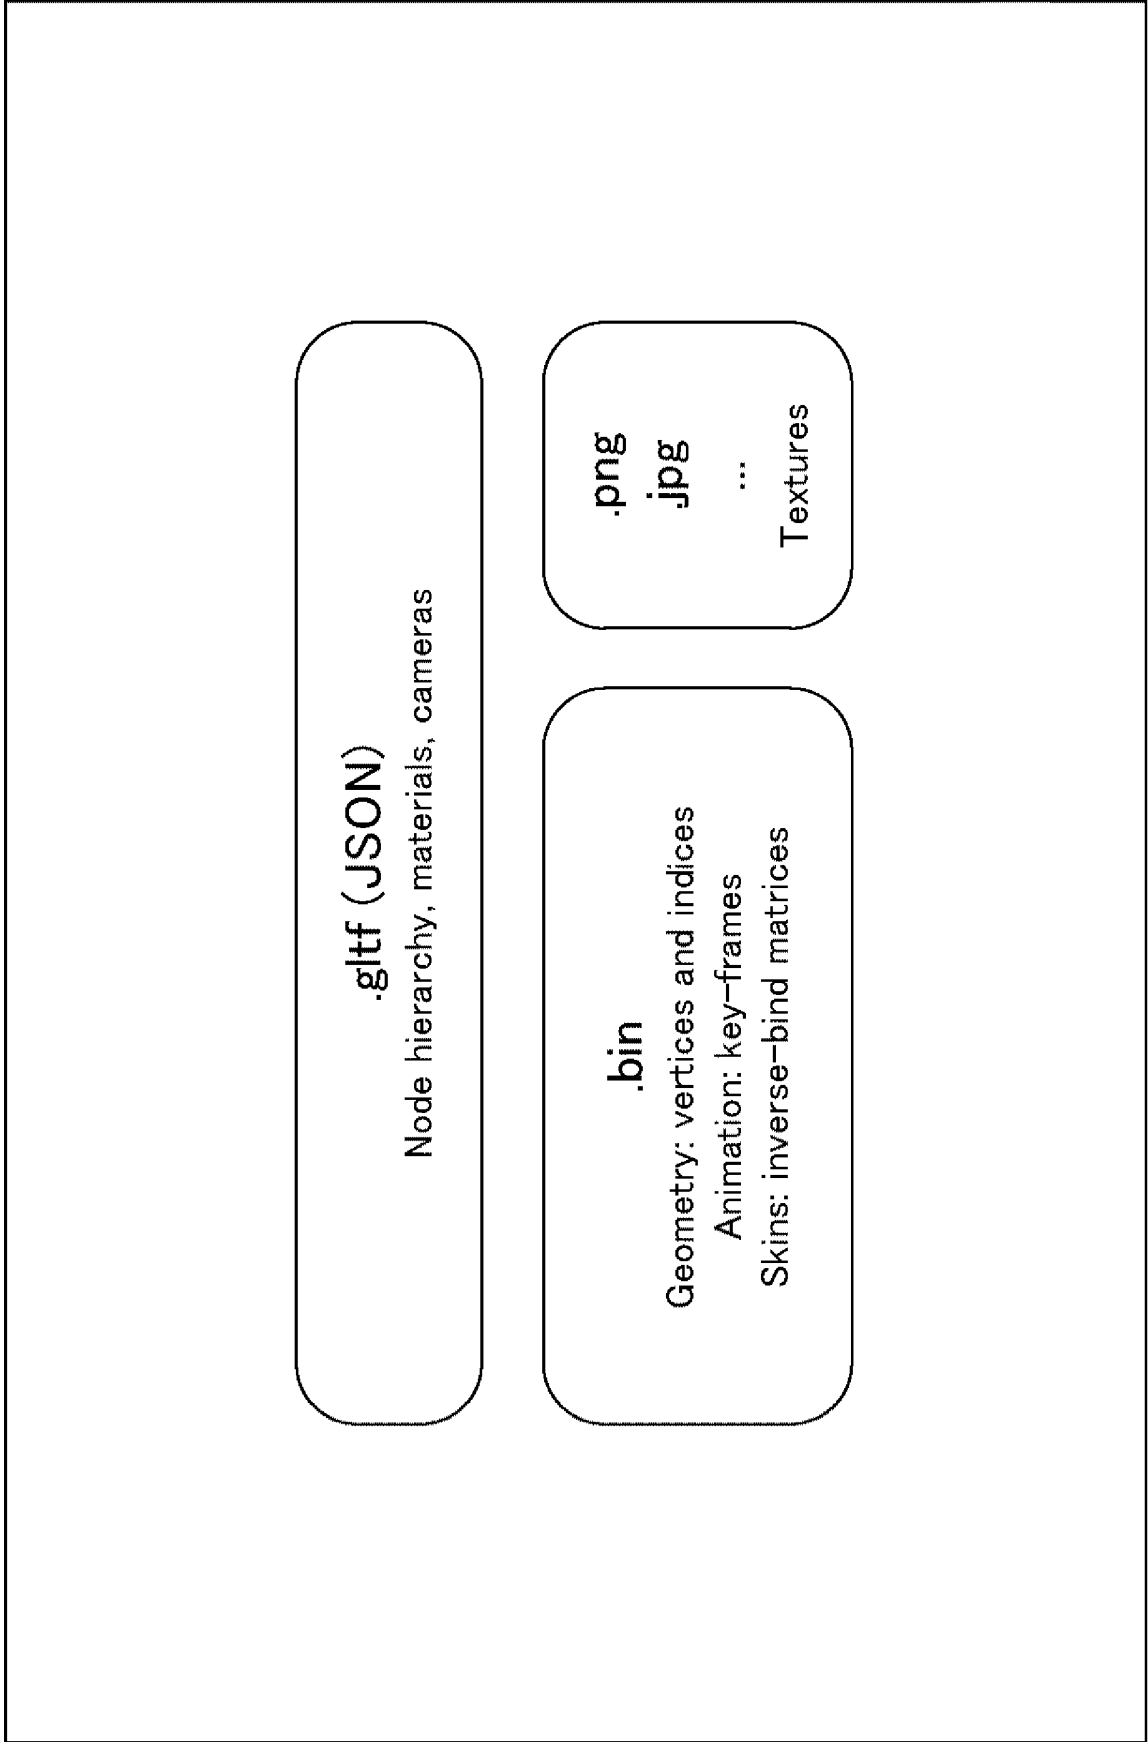 .gltf (JSON)
Node hierarchy, materials, cameras
.bin
Geometry: vertices and indices
Animation: key-frames
Skins: inverse-bind matrices
.png
.jpg
...
Textures